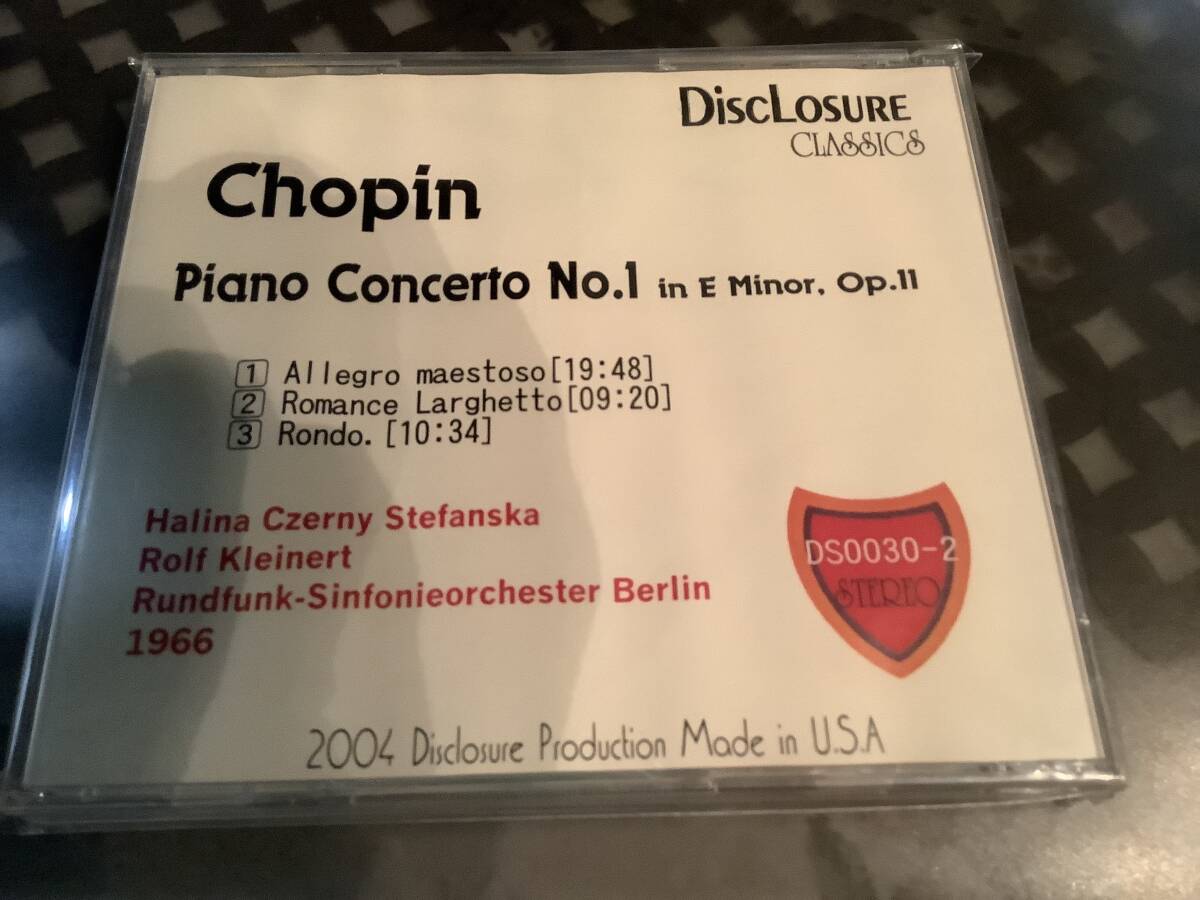 DiscLosure
CLASSICS
Chopin
Piano Concerto No.1 in E Minor, Op.11
1 Allegro maestoso[19:48]
2 Romance Larghetto[09:20]
3 Rondo. [10:34]
Halina Czerny Stefanska
Rolf Kleinert
Rundfunk-Sinfonieorchester Berlin
1966
DS0030-2
STEREO
2004 Disclosure Production Made in U.S.A